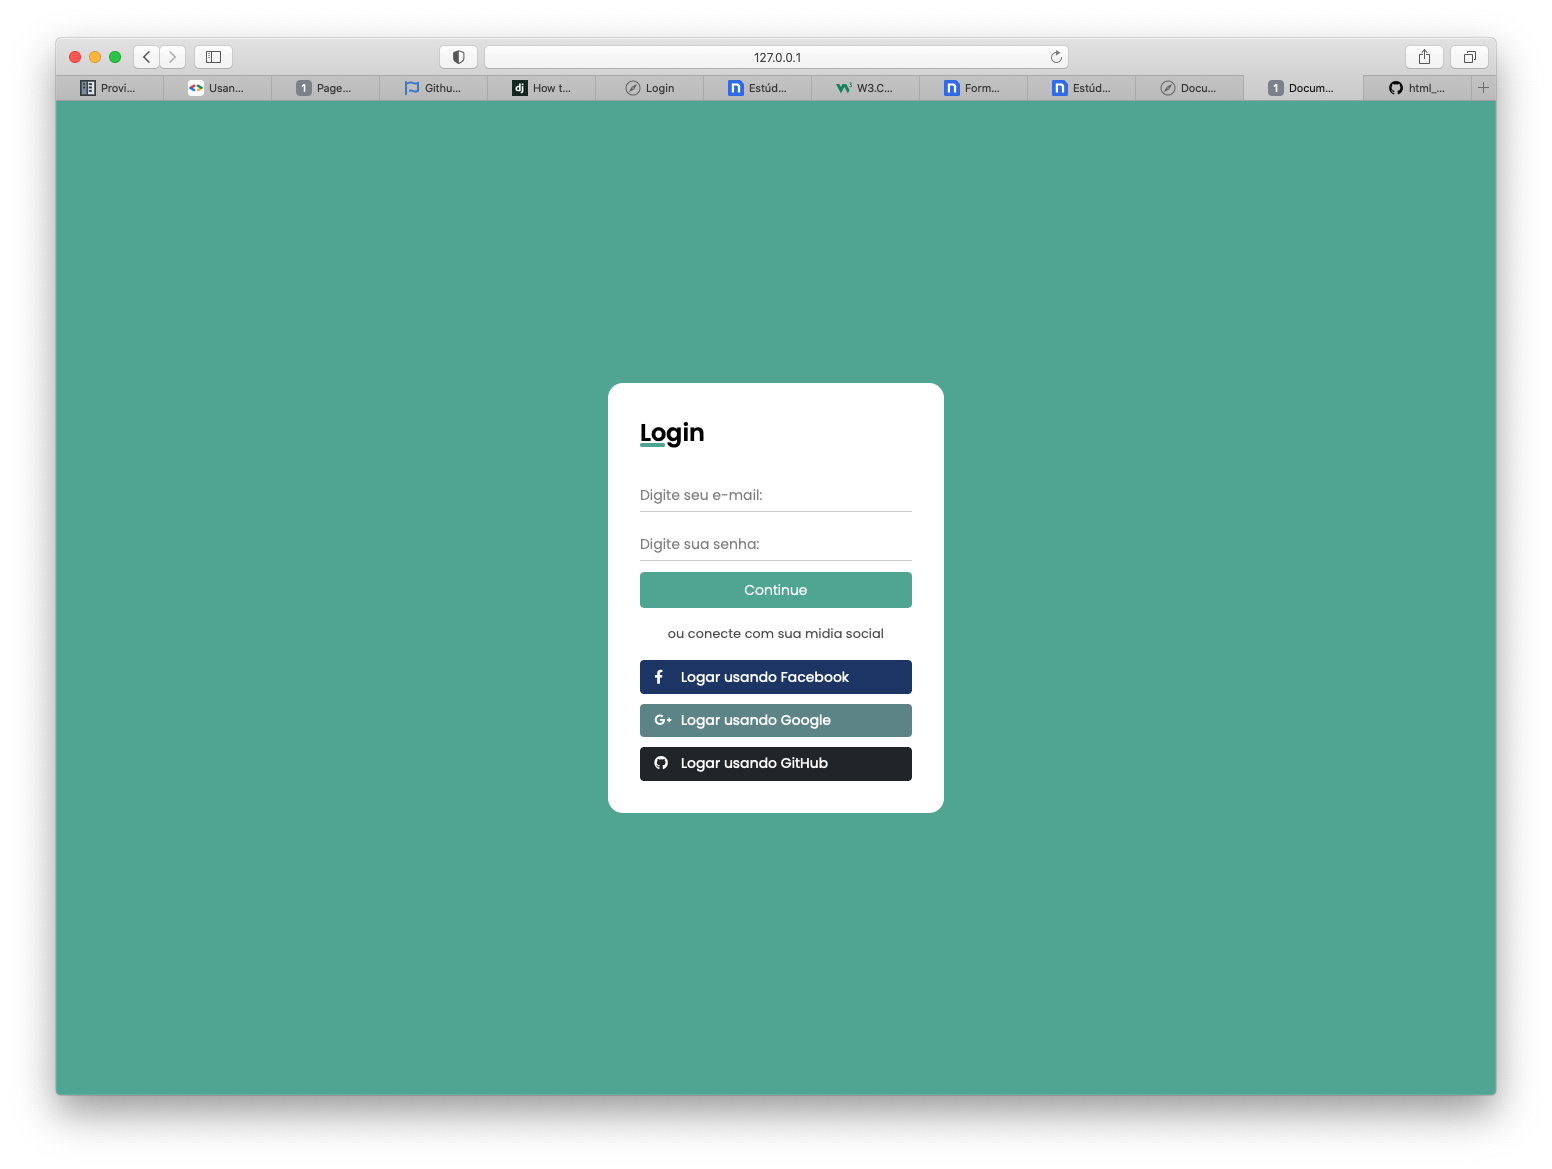 127.0.0.1
Provi...
Usan...
1 Page...
Githu...
dj How t...
Login
n Estúd...
W3 W3.C...
n Form...
n Estúd...
Docu...
1 Docum...
html_...
Login
Digite seu e-mail:
Digite sua senha:
Continue
ou conecte com sua midia social
f Logar usando Facebook
G+ Logar usando Google
Logar usando GitHub